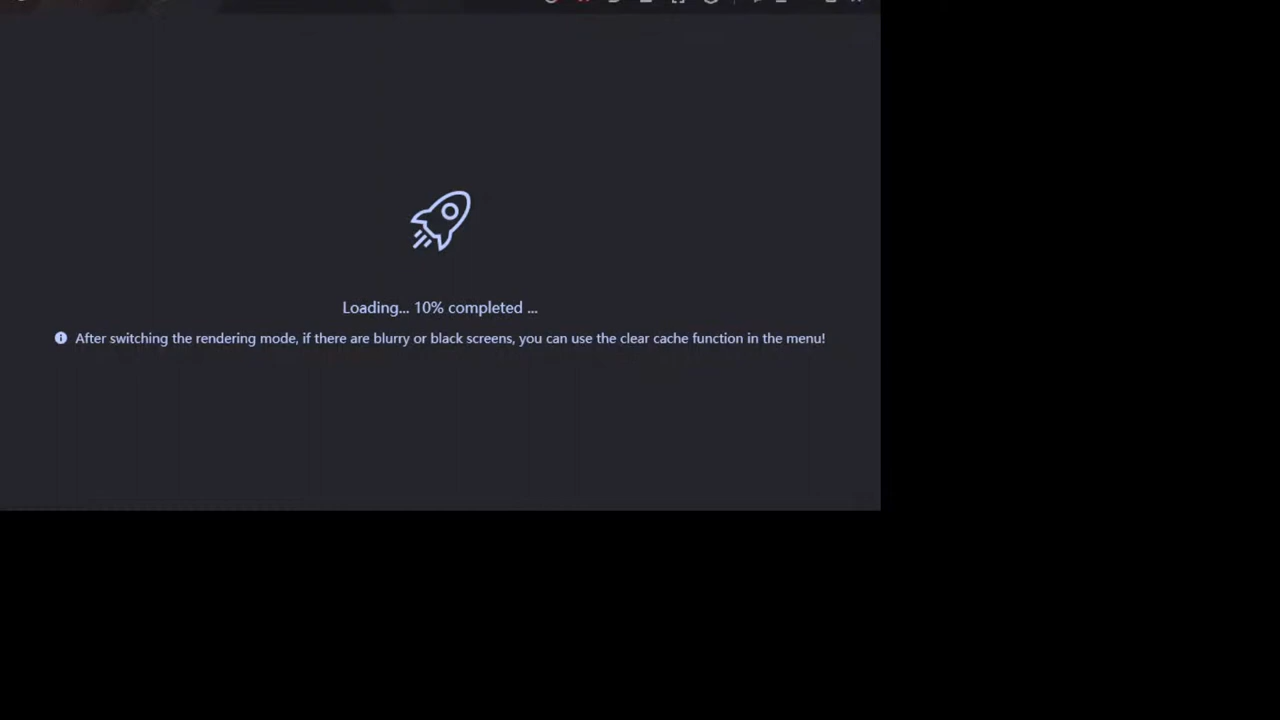 Loading... 10% completed ...
After switching the rendering mode, if there are blurry or black screens, you can use the clear cache function in the menu!